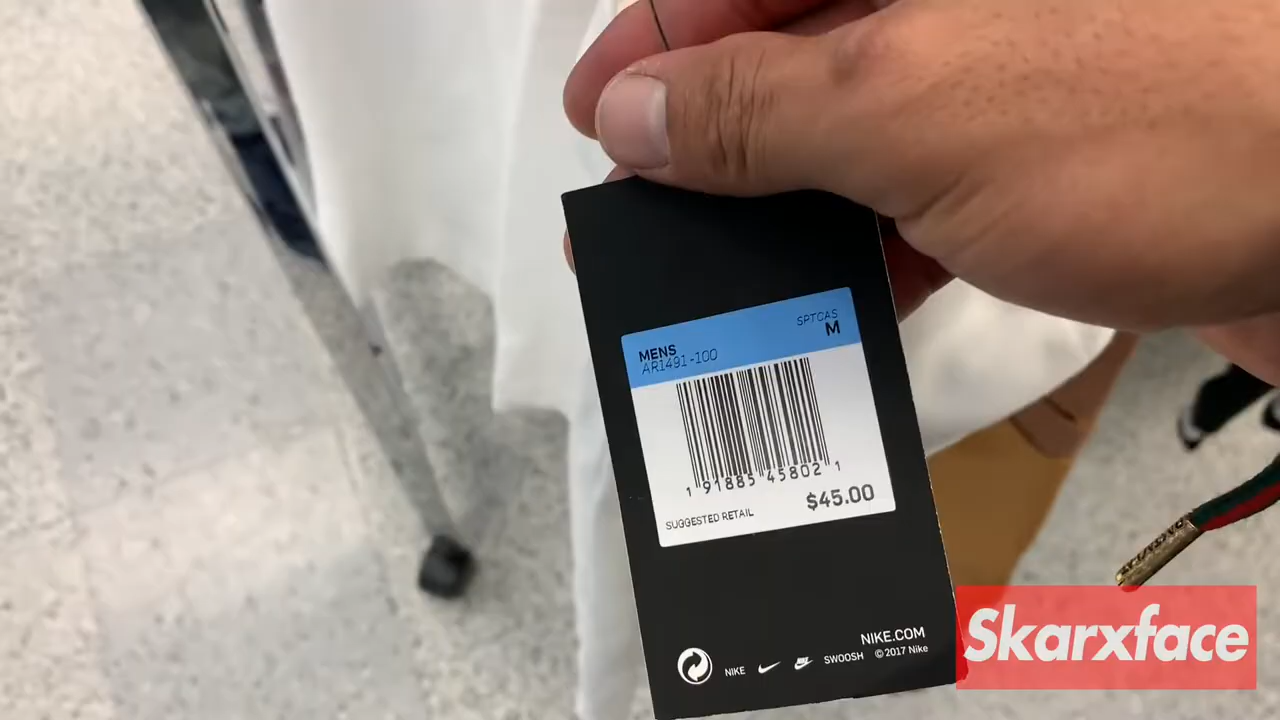 SPTCAS
M
MENS
AR1491-100
1 91885 45802 1
$45.00
SUGGESTED RETAIL
NIKE.COM
NIKE SWOOSH ©2017 Nike
Skarxface